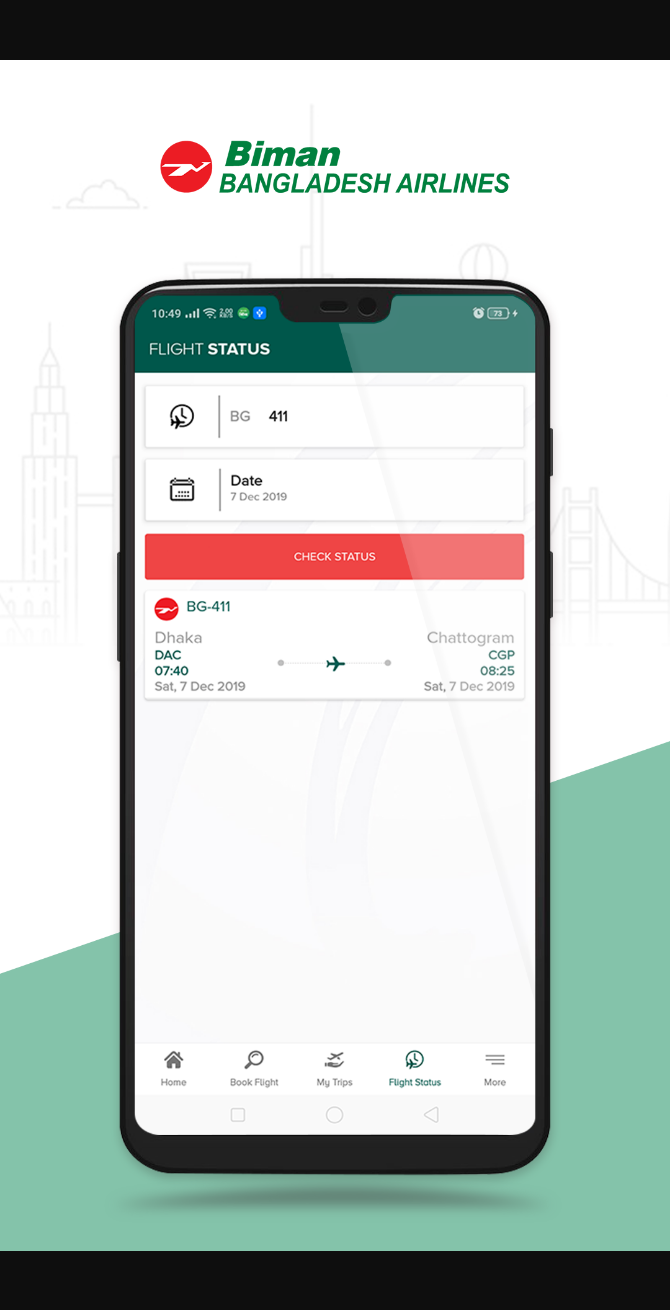 Biman
BANGLADESH AIRLINES
10:49
73
FLIGHT STATUS
BG 411
Date
7 Dec 2019
CHECK STATUS
BG-411
Dhaka Chattogram
DAC CGP
07:40 08:25
Sat, 7 Dec 2019 Sat, 7 Dec 2019
Home Book Flight My Trips Flight Status More